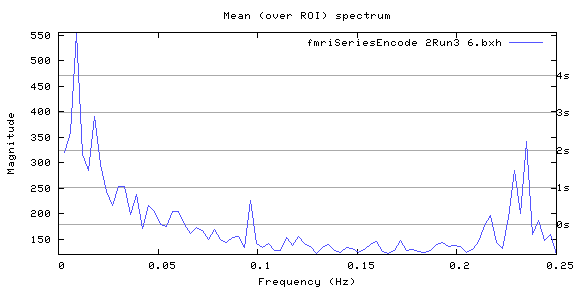 Mean (over ROI) spectrum
fmriSeriesEncode 2Run3 6.bxh
Magnitude
550
500
450
400
350
300
250
200
150
4s
3s
2s
1s
0s
0
0.05
0.1
0.15
0.2
0.25
Frequency (Hz)